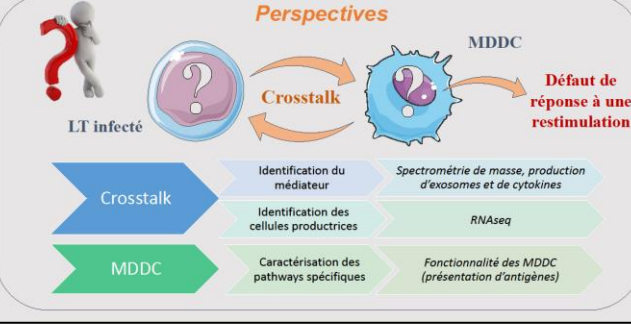 Perspectives
?
MDDC
?
?
Crosstalk
Défaut de
réponse à une
restimulation
LT infecté
Crosstalk
Identification du
médiateur
Spectrométrie de masse, production
d'exosomes et de cytokines
Identification des
cellules productrices
RNAseq
MDDC
Caractérisation des
pathways spécifiques
Fonctionnalité des MDDC
(présentation d'antigènes)